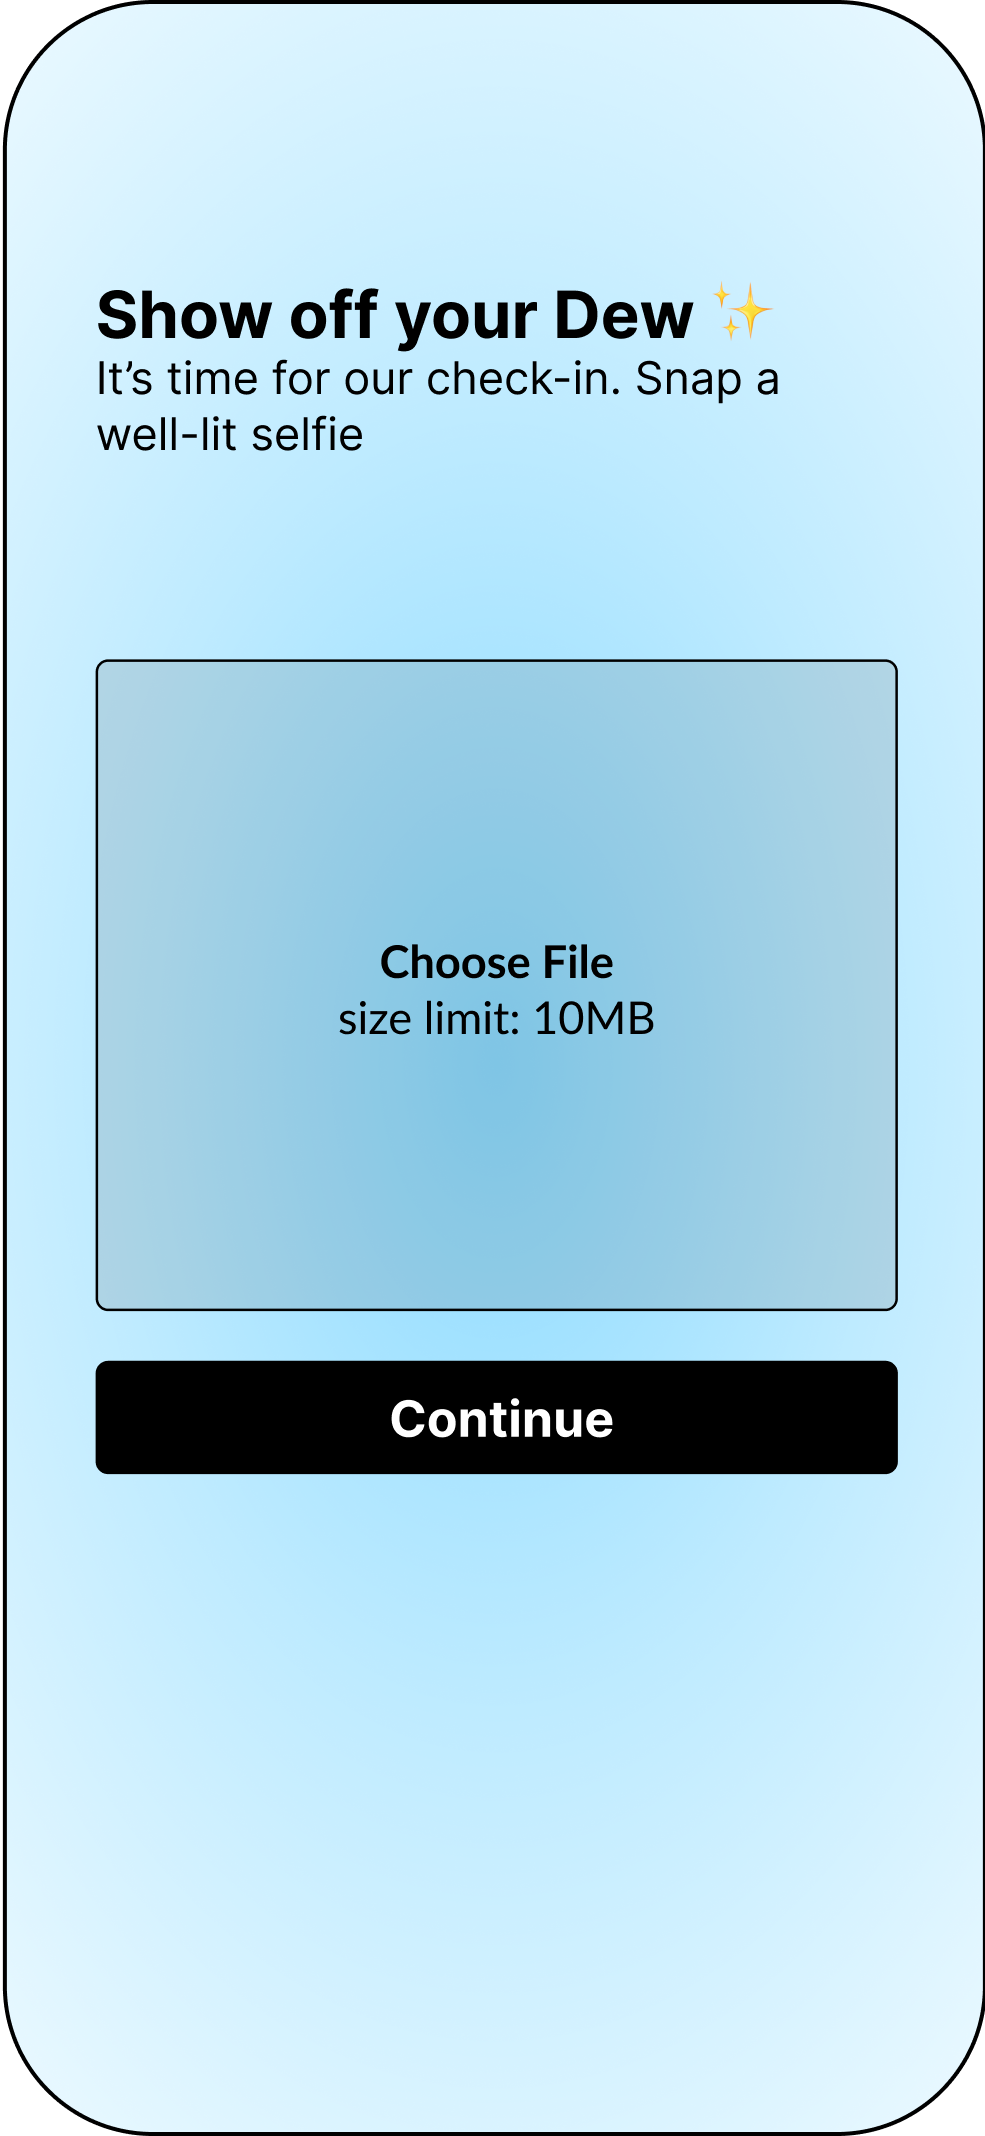 Show off your Dew ✨
It’s time for our check-in. Snap a
well-lit selfie
Choose File
size limit: 10MB
Continue